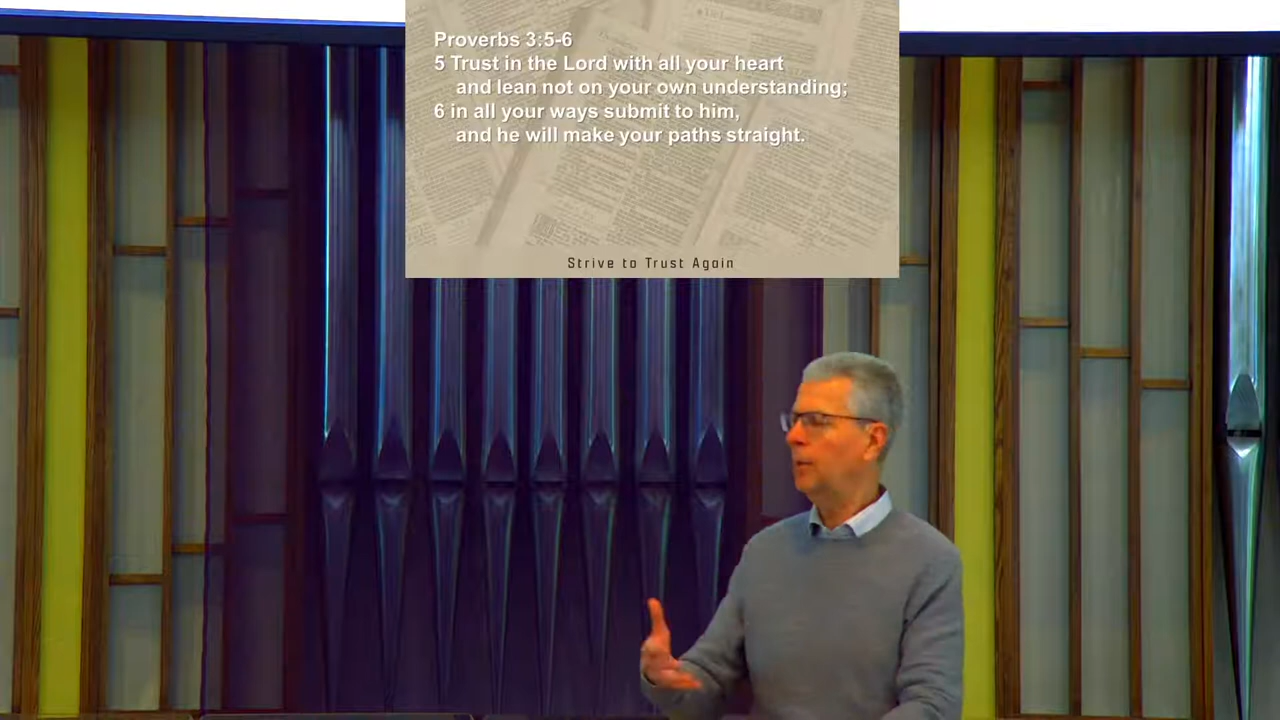 Proverbs 3:5-6
5 Trust in the Lord with all your heart
and lean not on your own understanding;
6 in all your ways submit to him,
and he will make your paths straight.
Strive to Trust Again